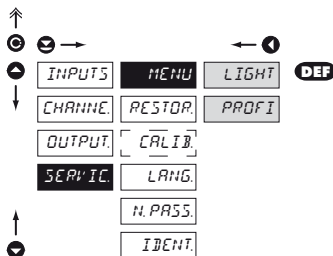 INPUTS MENU LIGHT DEF
CHANNE. RESTOR. PROFI
OUTPUT. CALIB.
SERVIC. LANG.
N. PASS.
IDENT.